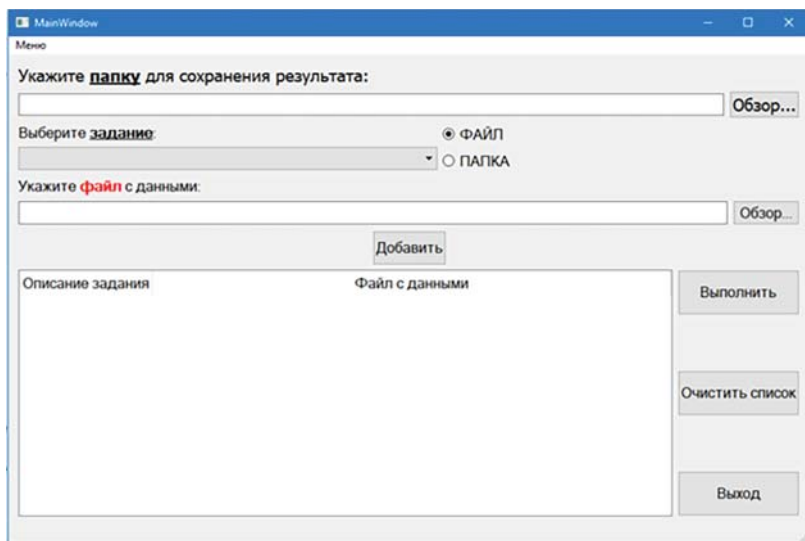 MainWindow
Меню
Укажите папку для сохранения результата:
Обзор...
Выберите задание:
ФАЙЛ
ПАПКА
Укажите файл с данными:
Обзор...
Добавить
Описание задания Файл с данными
Выполнить
Очистить список
Выход